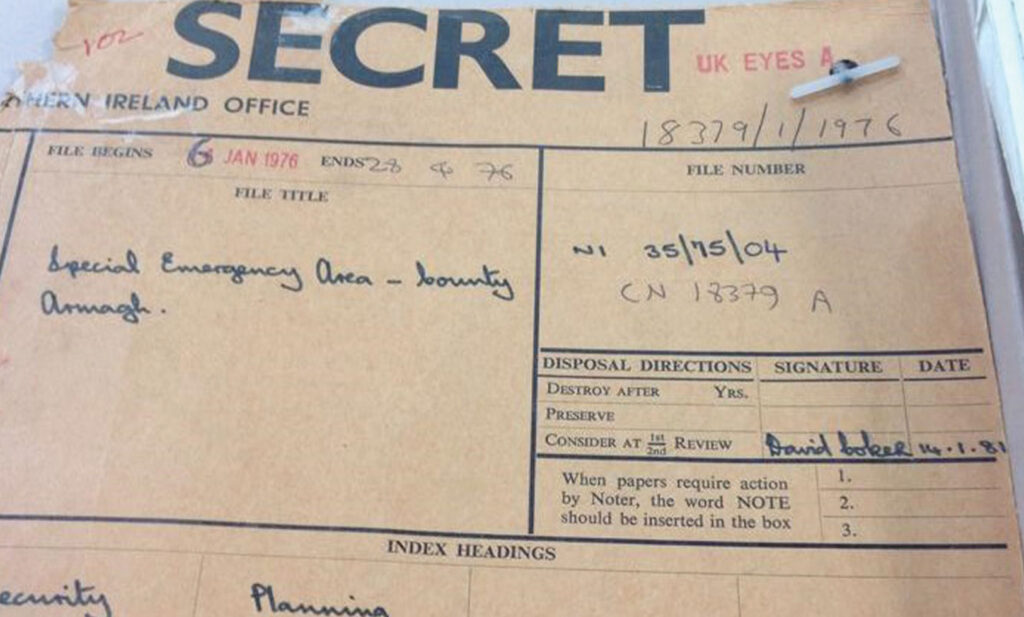 102
SECRET
UK EYES A
HERN IRELAND OFFICE
18379/1/1976
FILE BEGINS 6 JAN 1976 ENDS 28 4 76
FILE NUMBER
FILE TITLE
Special Emergency Area – County
Armagh.
NI 35/75/04
CN 18379 A
DISPOSAL DIRECTIONS SIGNATURE DATE
DESTROY AFTER YRS.
PRESERVE
CONSIDER AT 1st/2nd REVIEW David 14.1.81
When papers require action
by Noter, the word NOTE
should be inserted in the box
1.
2.
3.
INDEX HEADINGS
ecurity Planning